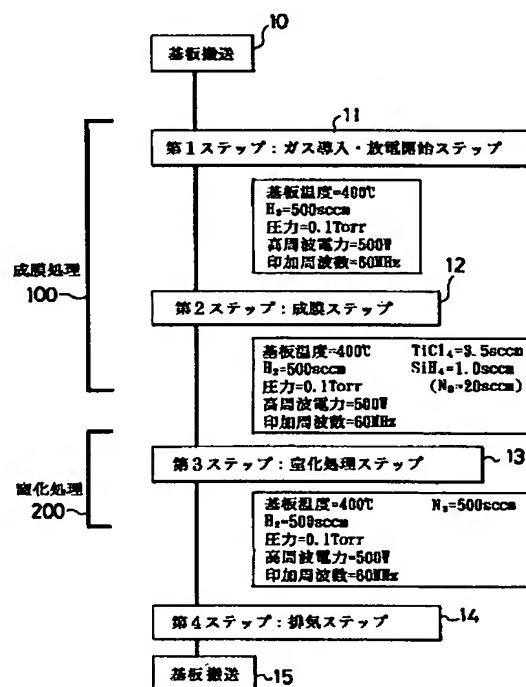 10
基板搬送
11
第1ステップ：ガス導入・放電開始ステップ
基板温度=400℃
H₂=500sccm
圧力=0.1Torr
高周波電力=500W
印加周波数=60MHz
成膜処理
100
12
第2ステップ：成膜ステップ
基板温度=400℃ TiCl₄=3.5sccm
H₂=500sccm SiH₄=1.0sccm
圧力=0.1Torr (N₂=20sccm)
高周波電力=500W
印加周波数=60MHz
13
第3ステップ：窒化処理ステップ
窒化処理
200
基板温度=400℃ N₂=500sccm
H₂=500sccm
圧力=0.1Torr
高周波電力=500W
印加周波数=60MHz
14
第4ステップ：排気ステップ
基板搬送
15